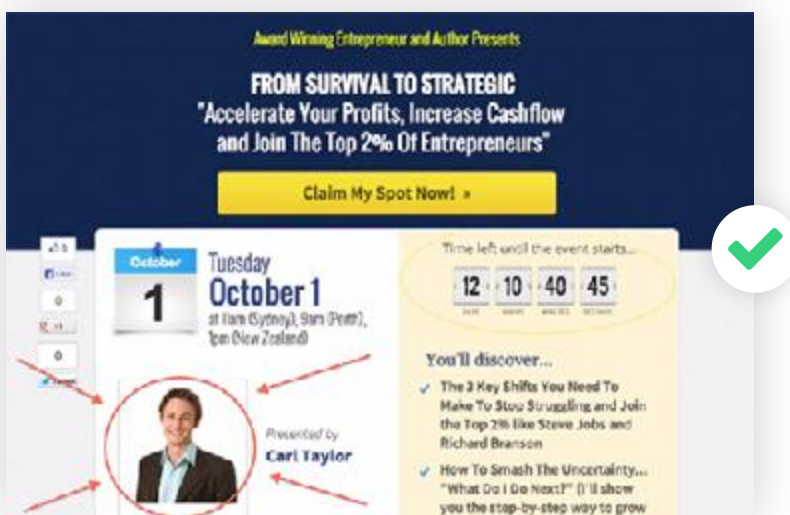 Award Winning Entrepreneur and Author Presents
FROM SURVIVAL TO STRATEGIC
"Accelerate Your Profits, Increase Cashflow
and Join The Top 2% Of Entrepreneurs"
Claim My Spot Now! »
October
1
Tuesday
October 1
at 11am (Sydney), 9am (Perth),
1pm (New Zealand)
Presented by
Carl Taylor
Time left until the event starts...
12 10 40 45
DAYS HOURS MINUTES SECONDS
You'll discover...
The 3 Key Shifts You Need To
Make To Stop Struggling and Join
the Top 2% like Steve Jobs and
Richard Branson
How To Smash The Uncertainty...
"What Do I Do Next?" (I'll show
you the step-by-step way to grow
0
0